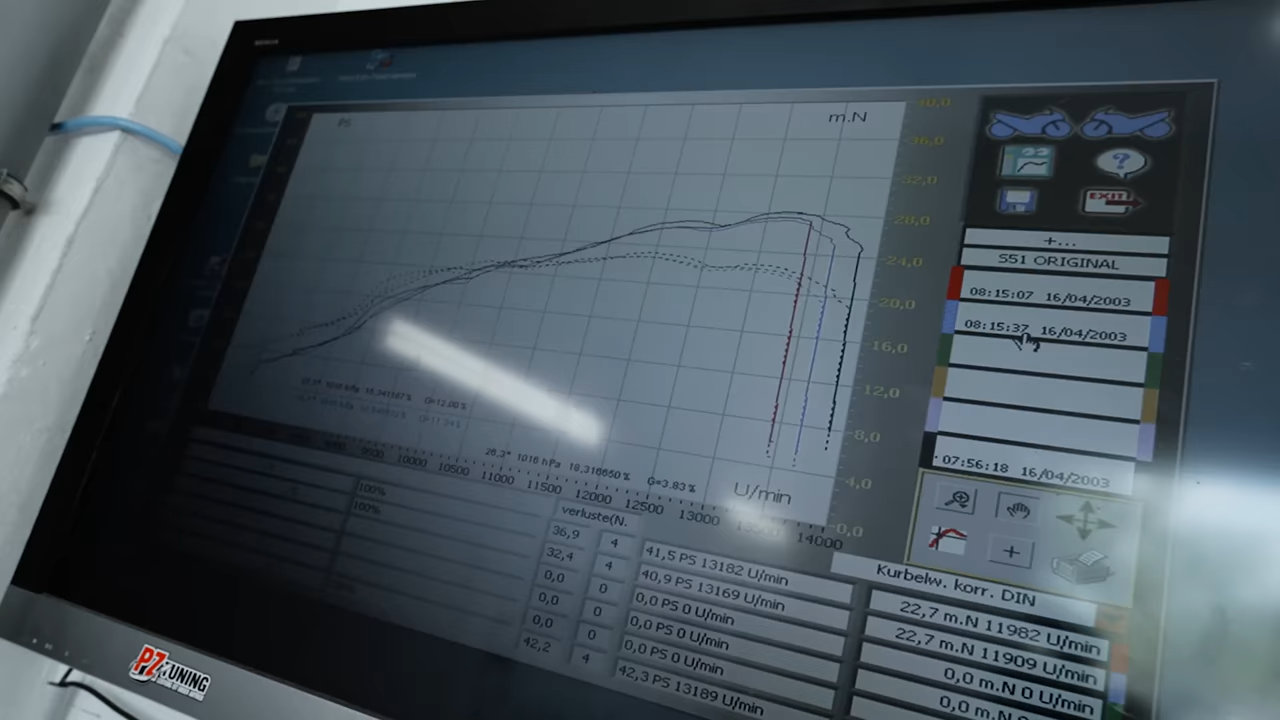 PS
m.N
40,0
36,0
32,0
28,0
24,0
20,0
16,0
12,0
8,0
4,0
0,0
EXIT
+...
S51 ORIGINAL
08:15:07 16/04/2003
08:15:37 16/04/2003
07:56:18 16/04/2003
26,3° 1016 hPa 18,316650% G=3.83%
U/min
9500 10000 10500 11000 11500 12000 12500 13000 13500 14000
100%
100%
verluste(N.
36,9 4
32,4 4
0,0 0
0,0 0
0,0 0
42,2 4
41,5 PS 13182 U/min
40,9 PS 13169 U/min
0,0 PS 0 U/min
0,0 PS 0 U/min
0,0 PS 0 U/min
42,3 PS 13189 U/min
Kurbelw. korr. DIN
22,7 m.N 11982 U/min
22,7 m.N 11909 U/min
0,0 m.N 0 U/min
0,0 m.N 0 U/min
PZ TUNING